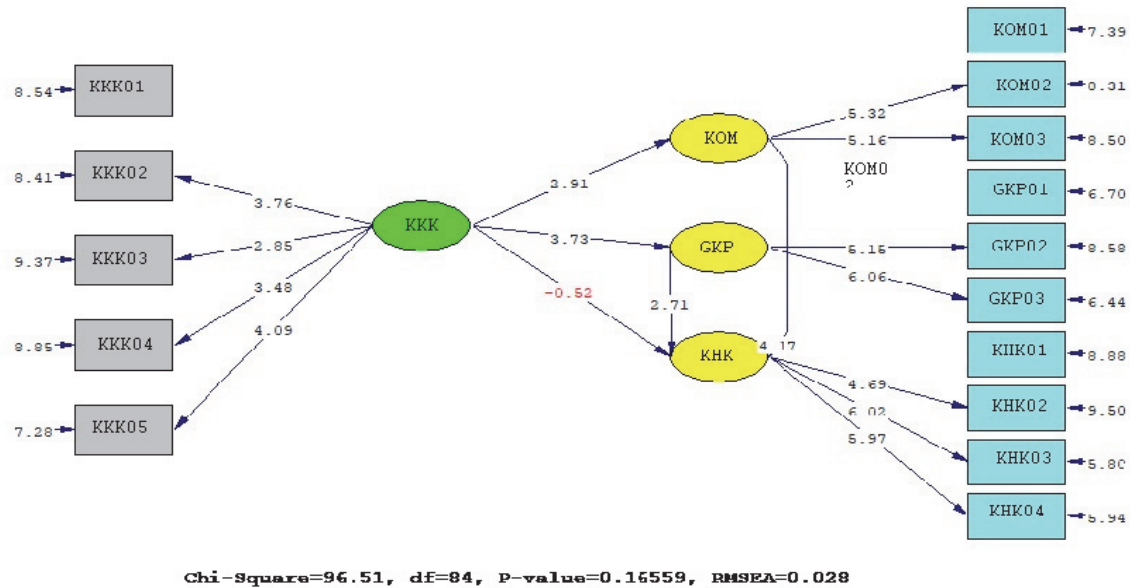 KKK01
8.54
KKK02
8.41
KKK03
9.37
KKK04
8.85
KKK05
7.28
3.76
2.85
3.48
4.09
KKK
3.91
3.73
-0.52
KOM
GKP
2.71
KHK
4.17
5.32
5.16
KOM0
2
6.06
4.69
6.02
5.97
KOM01
7.39
KOM02
KOM03
8.50
GKP01
6.70
GKP02
8.58
GKP03
6.44
KHK01
8.88
KHK02
9.50
KHK03
5.80
KHK04
5.94
Chi-Square=96.51, df=84, P-value=0.16559, RMSEA=0.028